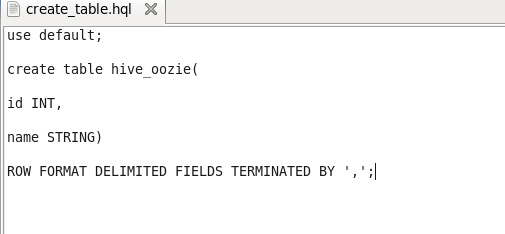 create_table.hql
use default;
create table hive_oozie(
id INT,
name STRING)
ROW FORMAT DELIMITED FIELDS TERMINATED BY ',';